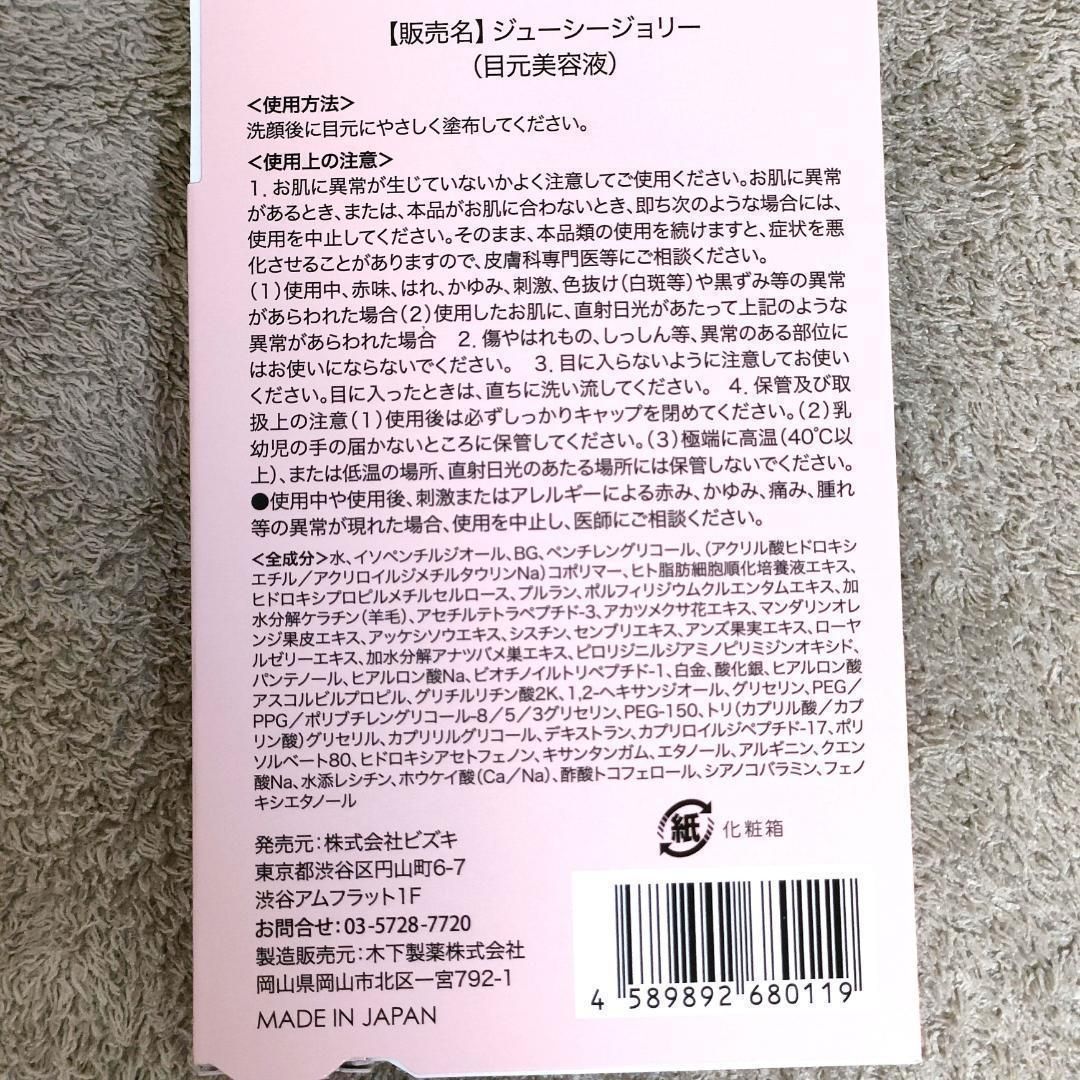 【販売名】ジューシージョリー
(目元美容液)
<使用方法>
洗顔後に目元にやさしく塗布してください。
<使用上の注意>
1. お肌に異常が生じていないかよく注意してご使用ください。お肌に異常
があるとき、または、本品がお肌に合わないとき、即ち次のような場合には、
使用を中止してください。そのまま、本品類の使用を続けますと、症状を悪
化させることがありますので、皮膚科専門医等にご相談ください。
(1)使用中、赤味、はれ、かゆみ、刺激、色抜け(白斑等)や黒ずみ等の異常
があらわれた場合(2)使用したお肌に、直射日光があたって上記のような
異常があらわれた場合 2. 傷やはれもの、しっしん等、異常のある部位に
はお使いにならないでください。 3. 目に入らないように注意してお使い
ください。目に入ったときは、直ちに洗い流してください。 4. 保管及び取
扱上の注意(1)使用後は必ずしっかりキャップを閉めてください。(2)乳
幼児の手の届かないところに保管してください。(3)極端に高温(40℃以
上)、または低温の場所、直射日光のあたる場所には保管しないでください。
●使用中や使用後、刺激またはアレルギーによる赤み、かゆみ、痛み、腫れ
等の異常が現れた場合、使用を中止し、医師にご相談ください。
<全成分>水、イソペンチルジオール、BG、ペンチレングリコール、(アクリル酸ヒドロキシ
エチル/アクリロイルジメチルタウリンNa)コポリマー、ヒト脂肪細胞順化培養液エキス、
ヒドロキシプロピルメチルセルロース、プルラン、ポルフィリジウムクルエンタムエキス、加
水分解ケラチン(羊毛)、アセチルテトラペプチド-3、アカツメクサ花エキス、マンダリンオレ
ンジ果皮エキス、アッケシソウエキス、シスチン、センブリエキス、アンズ果実エキス、ローヤ
ルゼリーエキス、加水分解アナツバメ巣エキス、ピロリジニルジアミノピリミジンオキシド、
パンテノール、ヒアルロン酸Na、ビオチノイルトリペプチド-1、白金、酸化銀、ヒアルロン酸
アスコルビルプロピル、グリチルリチン酸2K、1,2-ヘキサンジオール、グリセリン、PEG/
PPG/ポリブチレングリコール-8/5/3グリセリン、PEG-150、トリ(カプリル酸/カプ
リン酸)グリセリル、カプリリルグリコール、デキストラン、カプロイルジペプチド-17、ポリ
ソルベート80、ヒドロキシアセトフェノン、キサンタンガム、エタノール、アルギニン、クエン
酸Na、水添レシチン、ホウケイ酸(Ca/Na)、酢酸トコフェロール、シアノコバラミン、フェノ
キシエタノール
紙 化粧箱
発売元:株式会社ビズキ
東京都渋谷区円山町6-7
渋谷アムフラット1F
お問合せ:03-5728-7720
製造販売元:木下製薬株式会社
岡山県岡山市北区一宮792-1
MADE IN JAPAN
4 589892 680119